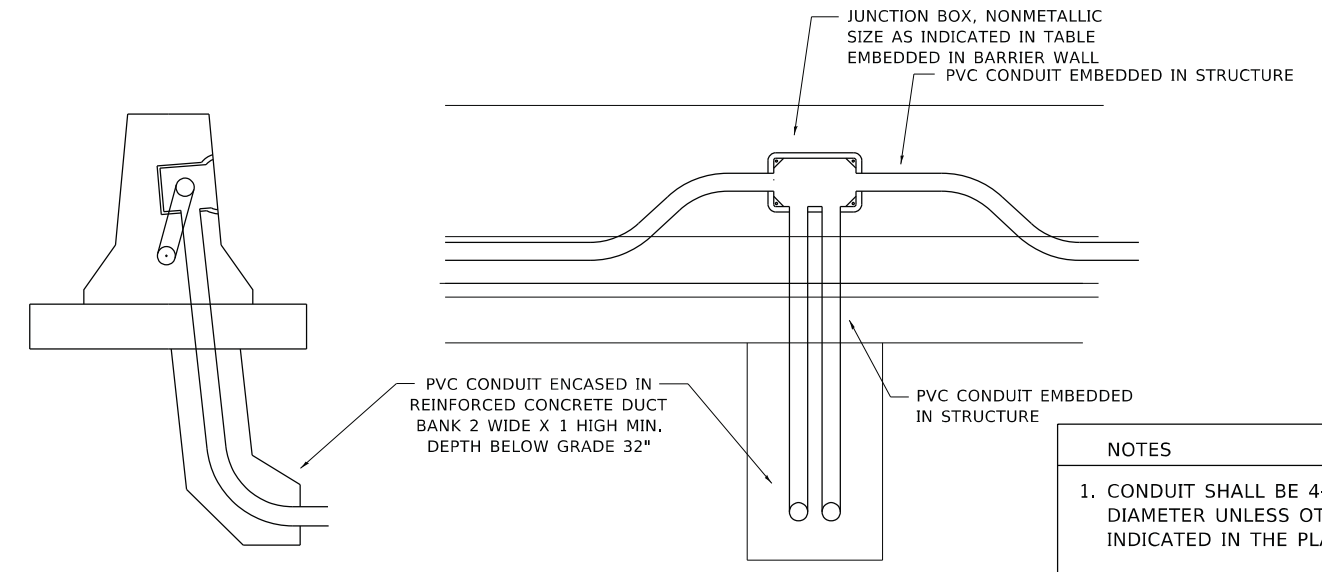 JUNCTION BOX, NONMETALLIC
SIZE AS INDICATED IN TABLE
EMBEDDED IN BARRIER WALL
PVC CONDUIT EMBEDDED IN STRUCTURE
PVC CONDUIT ENCASED IN
REINFORCED CONCRETE DUCT
BANK 2 WIDE X 1 HIGH MIN.
DEPTH BELOW GRADE 32"
PVC CONDUIT EMBEDDED
IN STRUCTURE
NOTES
1. CONDUIT SHALL BE
DIAMETER UNLESS
INDICATED IN THE